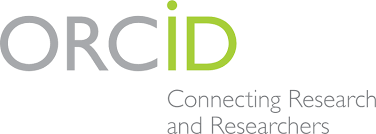 ORCiD
Connecting Research
and Researchers